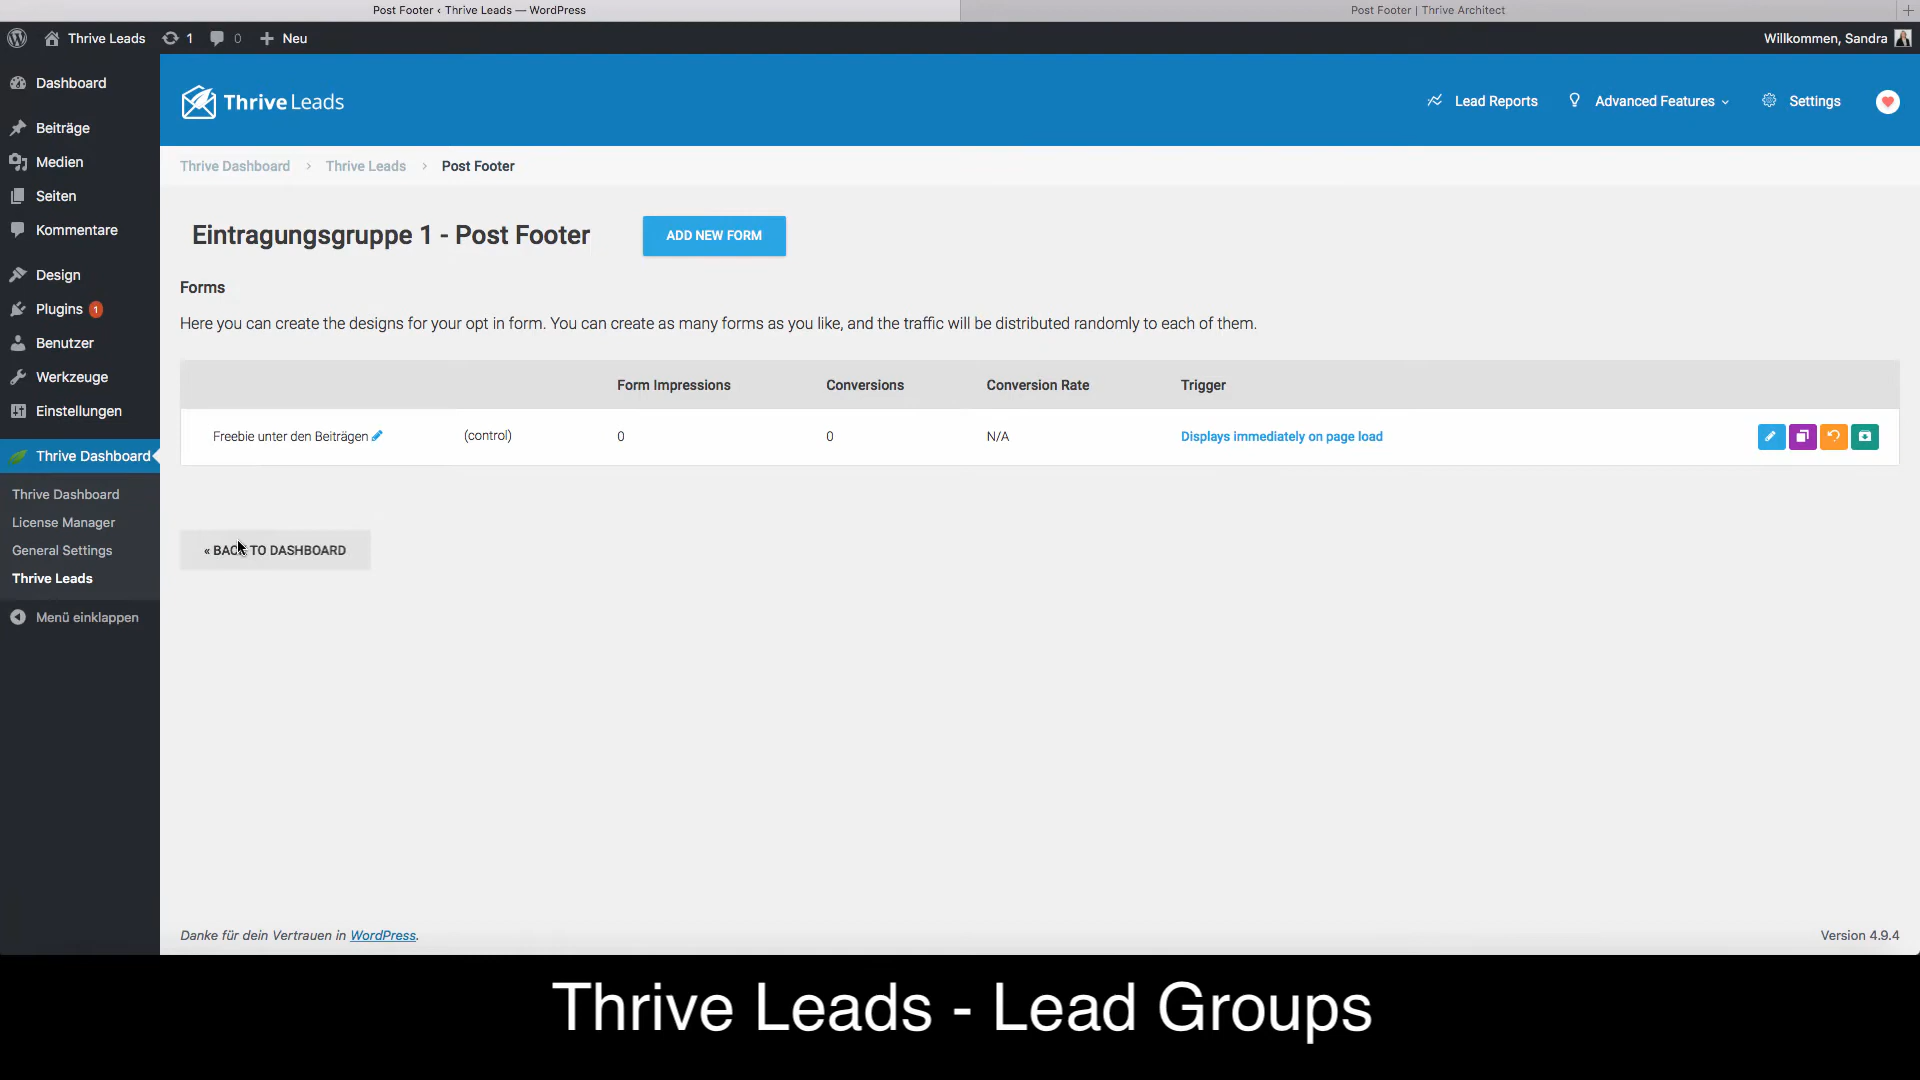 Post Footer ‹ Thrive Leads — WordPress
Post Footer | Thrive Architect
Thrive Leads
1
0
Neu
Willkommen, Sandra
Dashboard
Beiträge
Medien
Seiten
Kommentare
Design
Plugins 1
Benutzer
Werkzeuge
Einstellungen
Thrive Dashboard
Thrive Dashboard
License Manager
General Settings
Thrive Leads
Menü einklappen
Thrive Leads
Lead Reports
Advanced Features
Settings
Thrive Dashboard > Thrive Leads > Post Footer
Eintragungsgruppe 1 - Post Footer
ADD NEW FORM
Forms
Here you can create the designs for your opt in form. You can create as many forms as you like, and the traffic will be distributed randomly to each of them.
Form Impressions Conversions Conversion Rate Trigger
Freebie unter den Beiträgen (control) 0 0 N/A Displays immediately on page load
« BACK TO DASHBOARD
Danke für dein Vertrauen in WordPress.
Version 4.9.4
Thrive Leads - Lead Groups